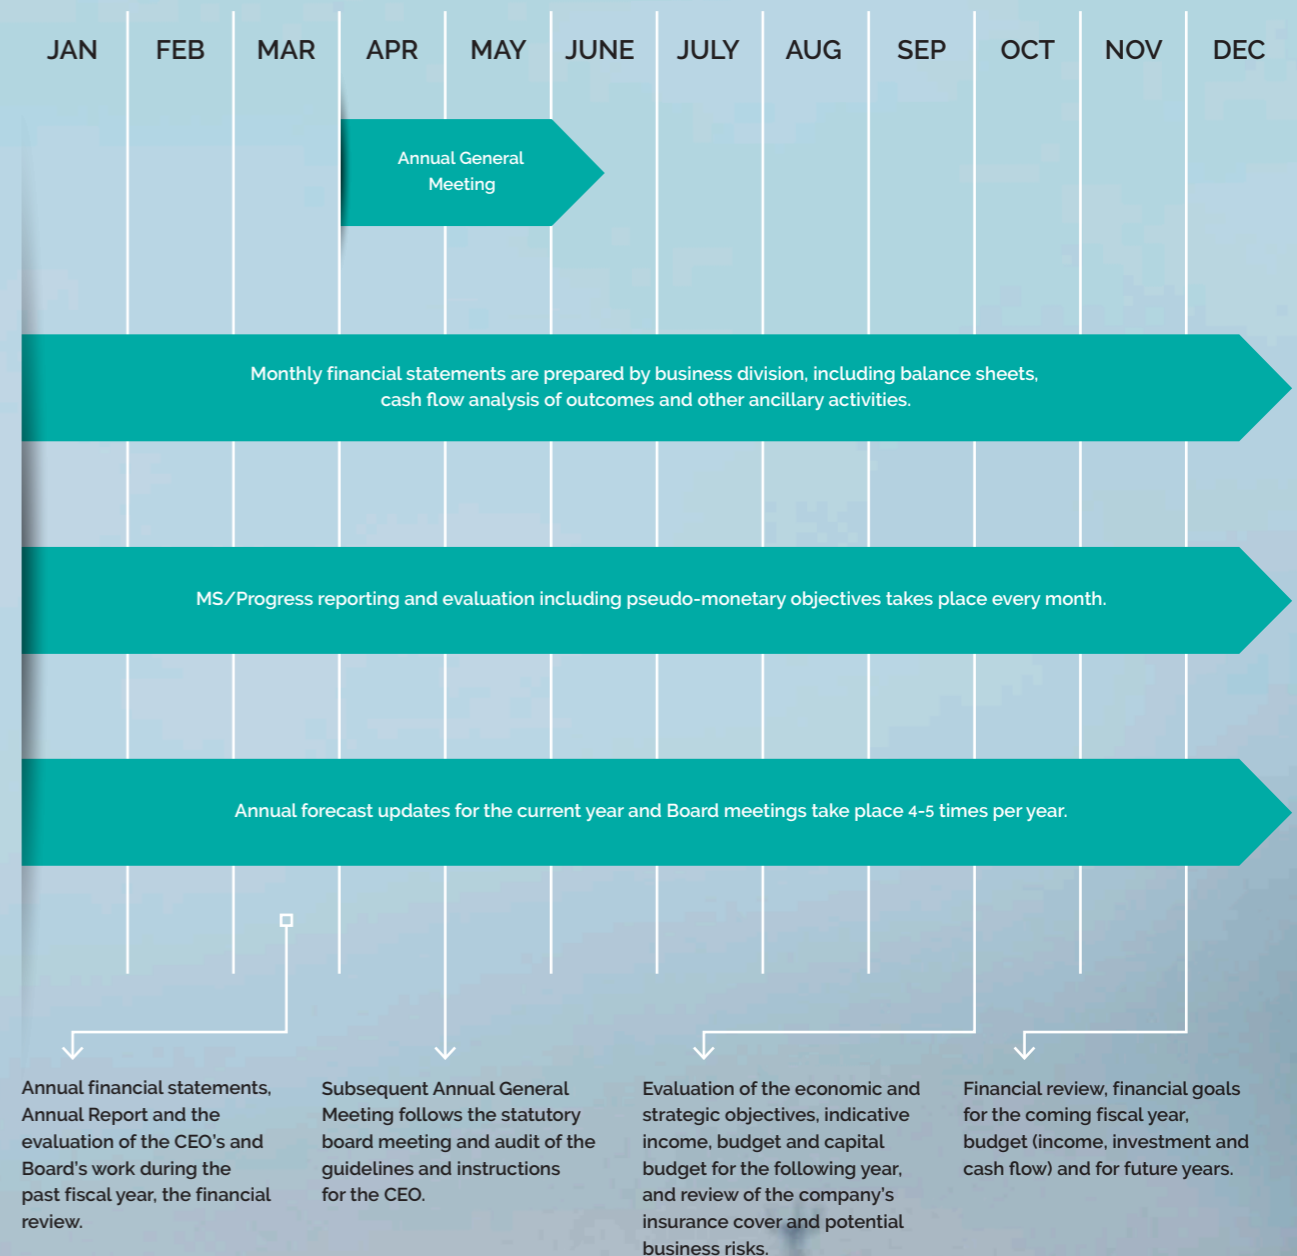 JAN FEB MAR APR MAY JUNE JULY AUG SEP OCT NOV DEC
Annual General
Meeting
Monthly financial statements are prepared by business division, including balance sheets,
cash flow analysis of outcomes and other ancillary activities.
MS/Progress reporting and evaluation including pseudo-monetary objectives takes place every month.
Annual forecast updates for the current year and Board meetings take place 4-5 times per year.
Annual financial statements,
Annual Report and the
evaluation of the CEO's and
Board's work during the
past fiscal year, the financial
review.
Subsequent Annual General
Meeting follows the statutory
board meeting and audit of the
guidelines and instructions
for the CEO.
Evaluation of the economic and
strategic objectives, indicative
income, budget and capital
budget for the following year,
and review of the company's
insurance cover and potential
business risks.
Financial review, financial goals
for the coming fiscal year,
budget (income, investment and
cash flow) and for future years.